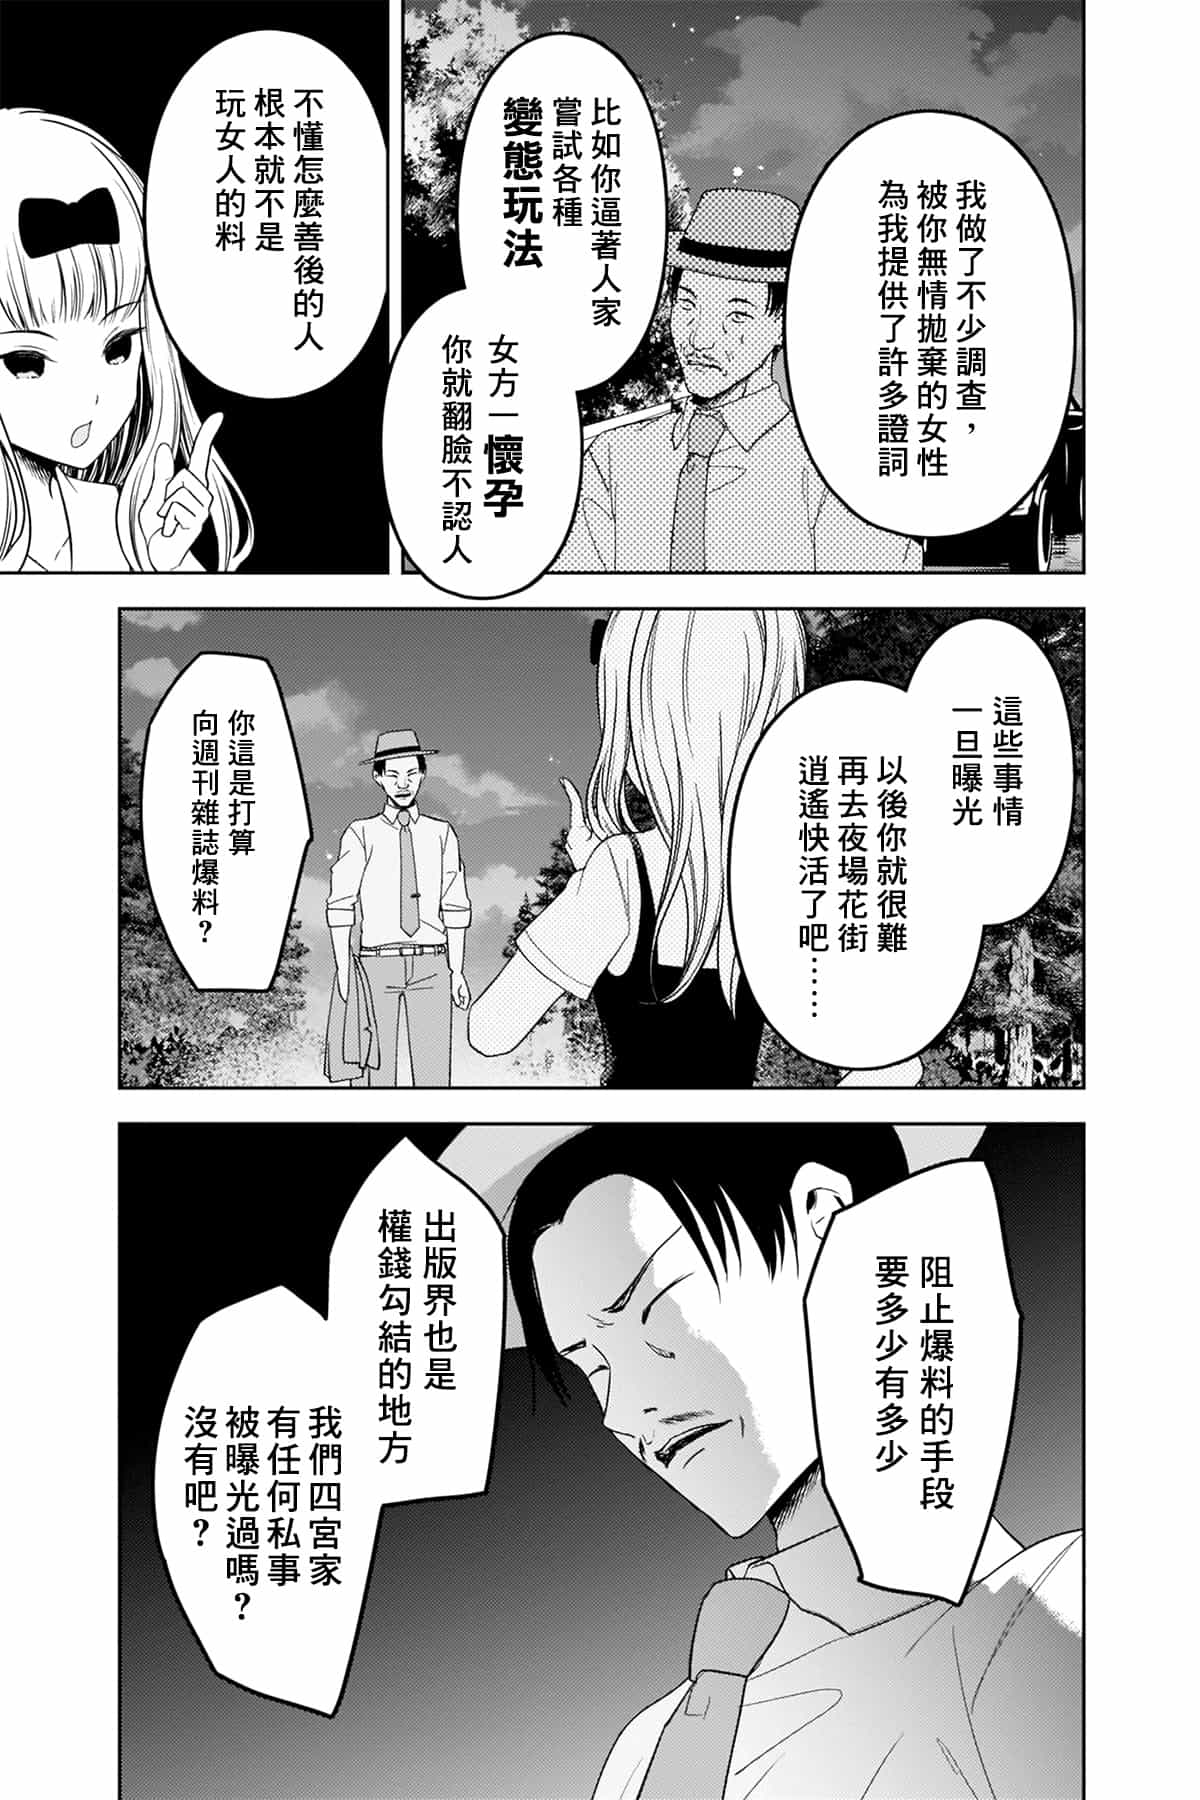 我做了不少調查，
被你無情拋棄的女性
為我提供了許多證詞
比如你逼著人家
嘗試各種
變態玩法
女方一懷孕
你就翻臉不認人
不懂怎麼善後的人
根本就不是
玩女人的料
這些事情
一旦曝光
以後你就很難
再去夜場花街
逍遙快活了吧……
你這是打算
向週刊雜誌爆料？
阻止爆料的手段
要多少有多少
出版界也是
權錢勾結的地方
我們四宮家
有任何私事
被曝光過嗎？
沒有吧？